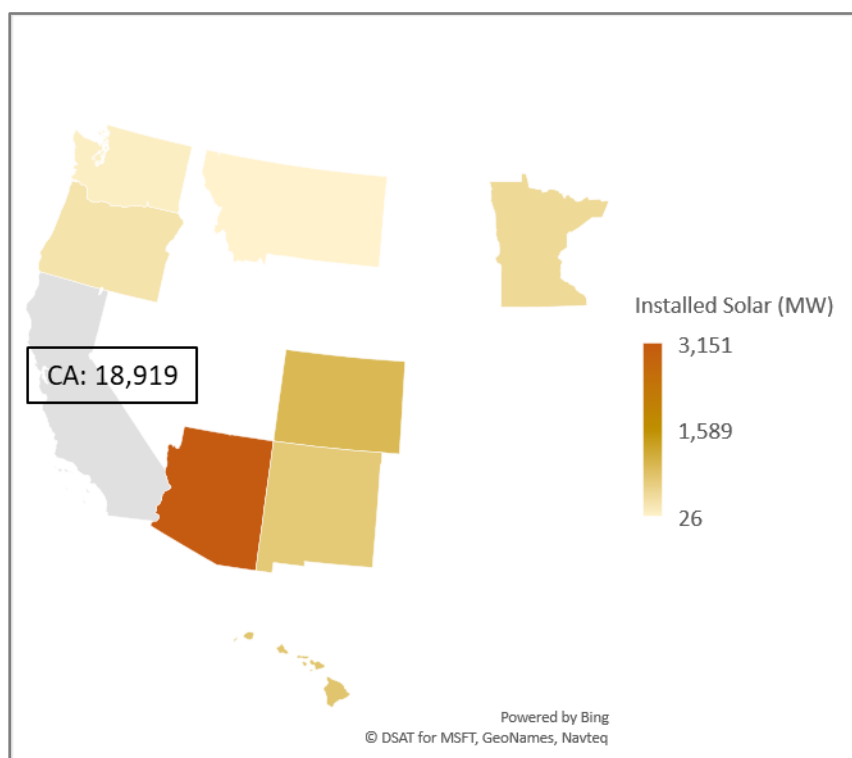 Installed Solar (MW)
3,151
CA: 18,919
1,589
26
Powered by Bing
© DSAT for MSFT, GeoNames, Navteq